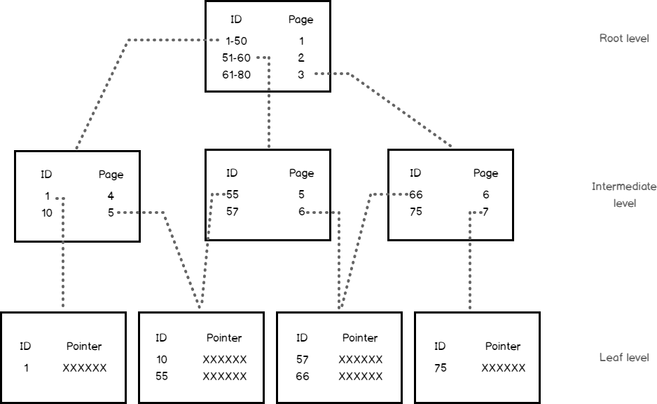 ID Page
1-50 1
51-60 2
61-80 3
Root level
ID Page
1 4
10 5
ID Page
55 5
57 6
ID Page
66 6
75 7
Intermediate
level
ID Pointer
1 XXXXXX
ID Pointer
10 XXXXXX
55 XXXXXX
ID Pointer
57 XXXXXX
66 XXXXXX
ID Pointer
75 XXXXXX
Leaf level